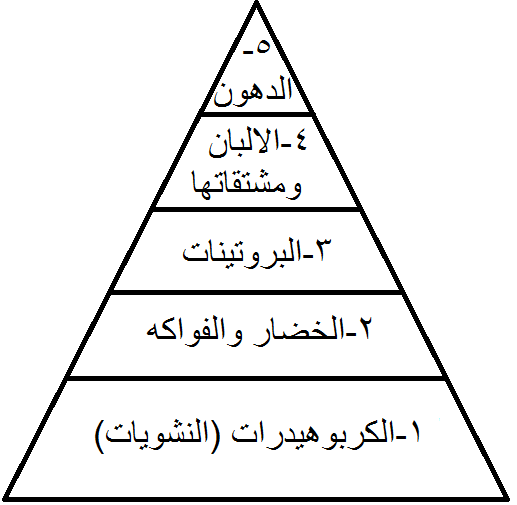 ٥-
الدهون
٤-الالبان
ومشتقاتها
٣-البروتينات
٢-الخضار والفواكه
١-الكربوهيدرات (النشويات)